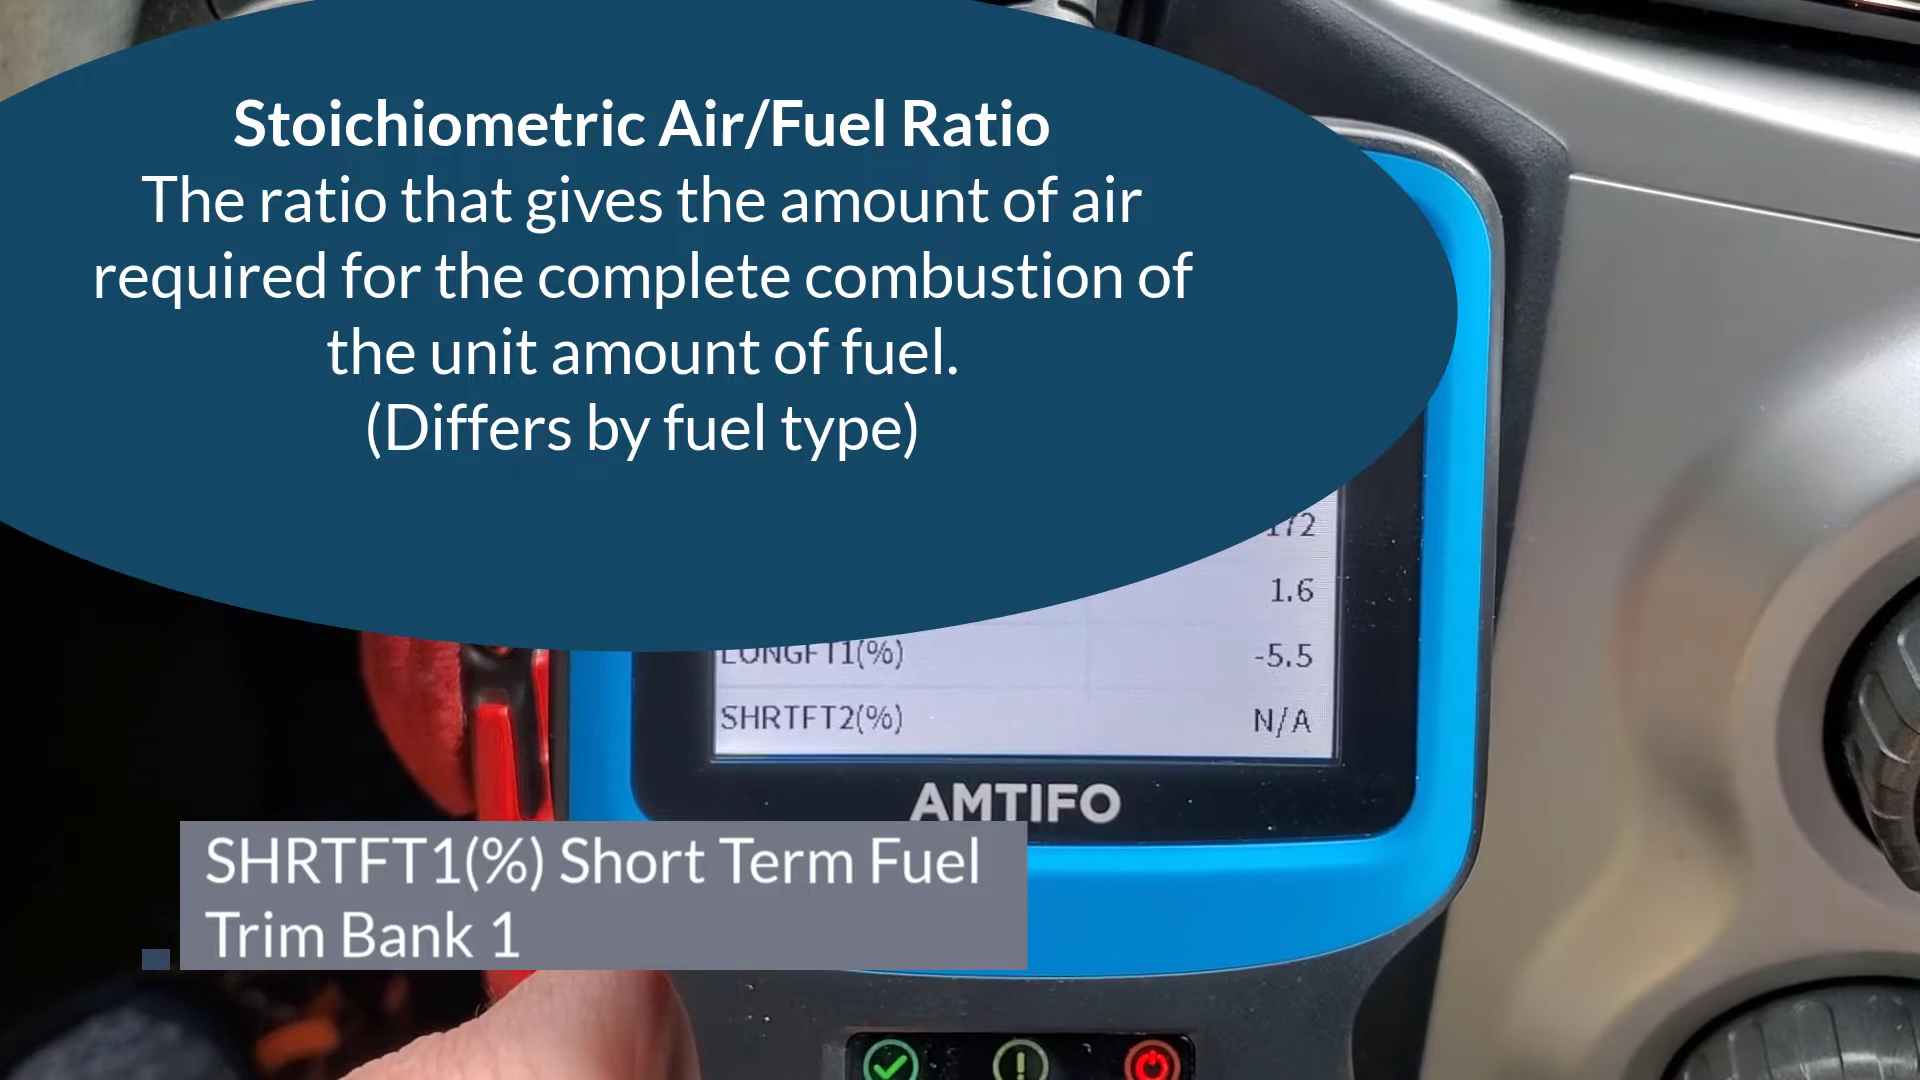 Stoichiometric Air/Fuel Ratio
The ratio that gives the amount of air
required for the complete combustion of
the unit amount of fuel.
(Differs by fuel type)
172
1.6
LONGFT1(%) -5.5
SHRTFT2(%) N/A
AMTIFO
SHRTFT1(%) Short Term Fuel
Trim Bank 1